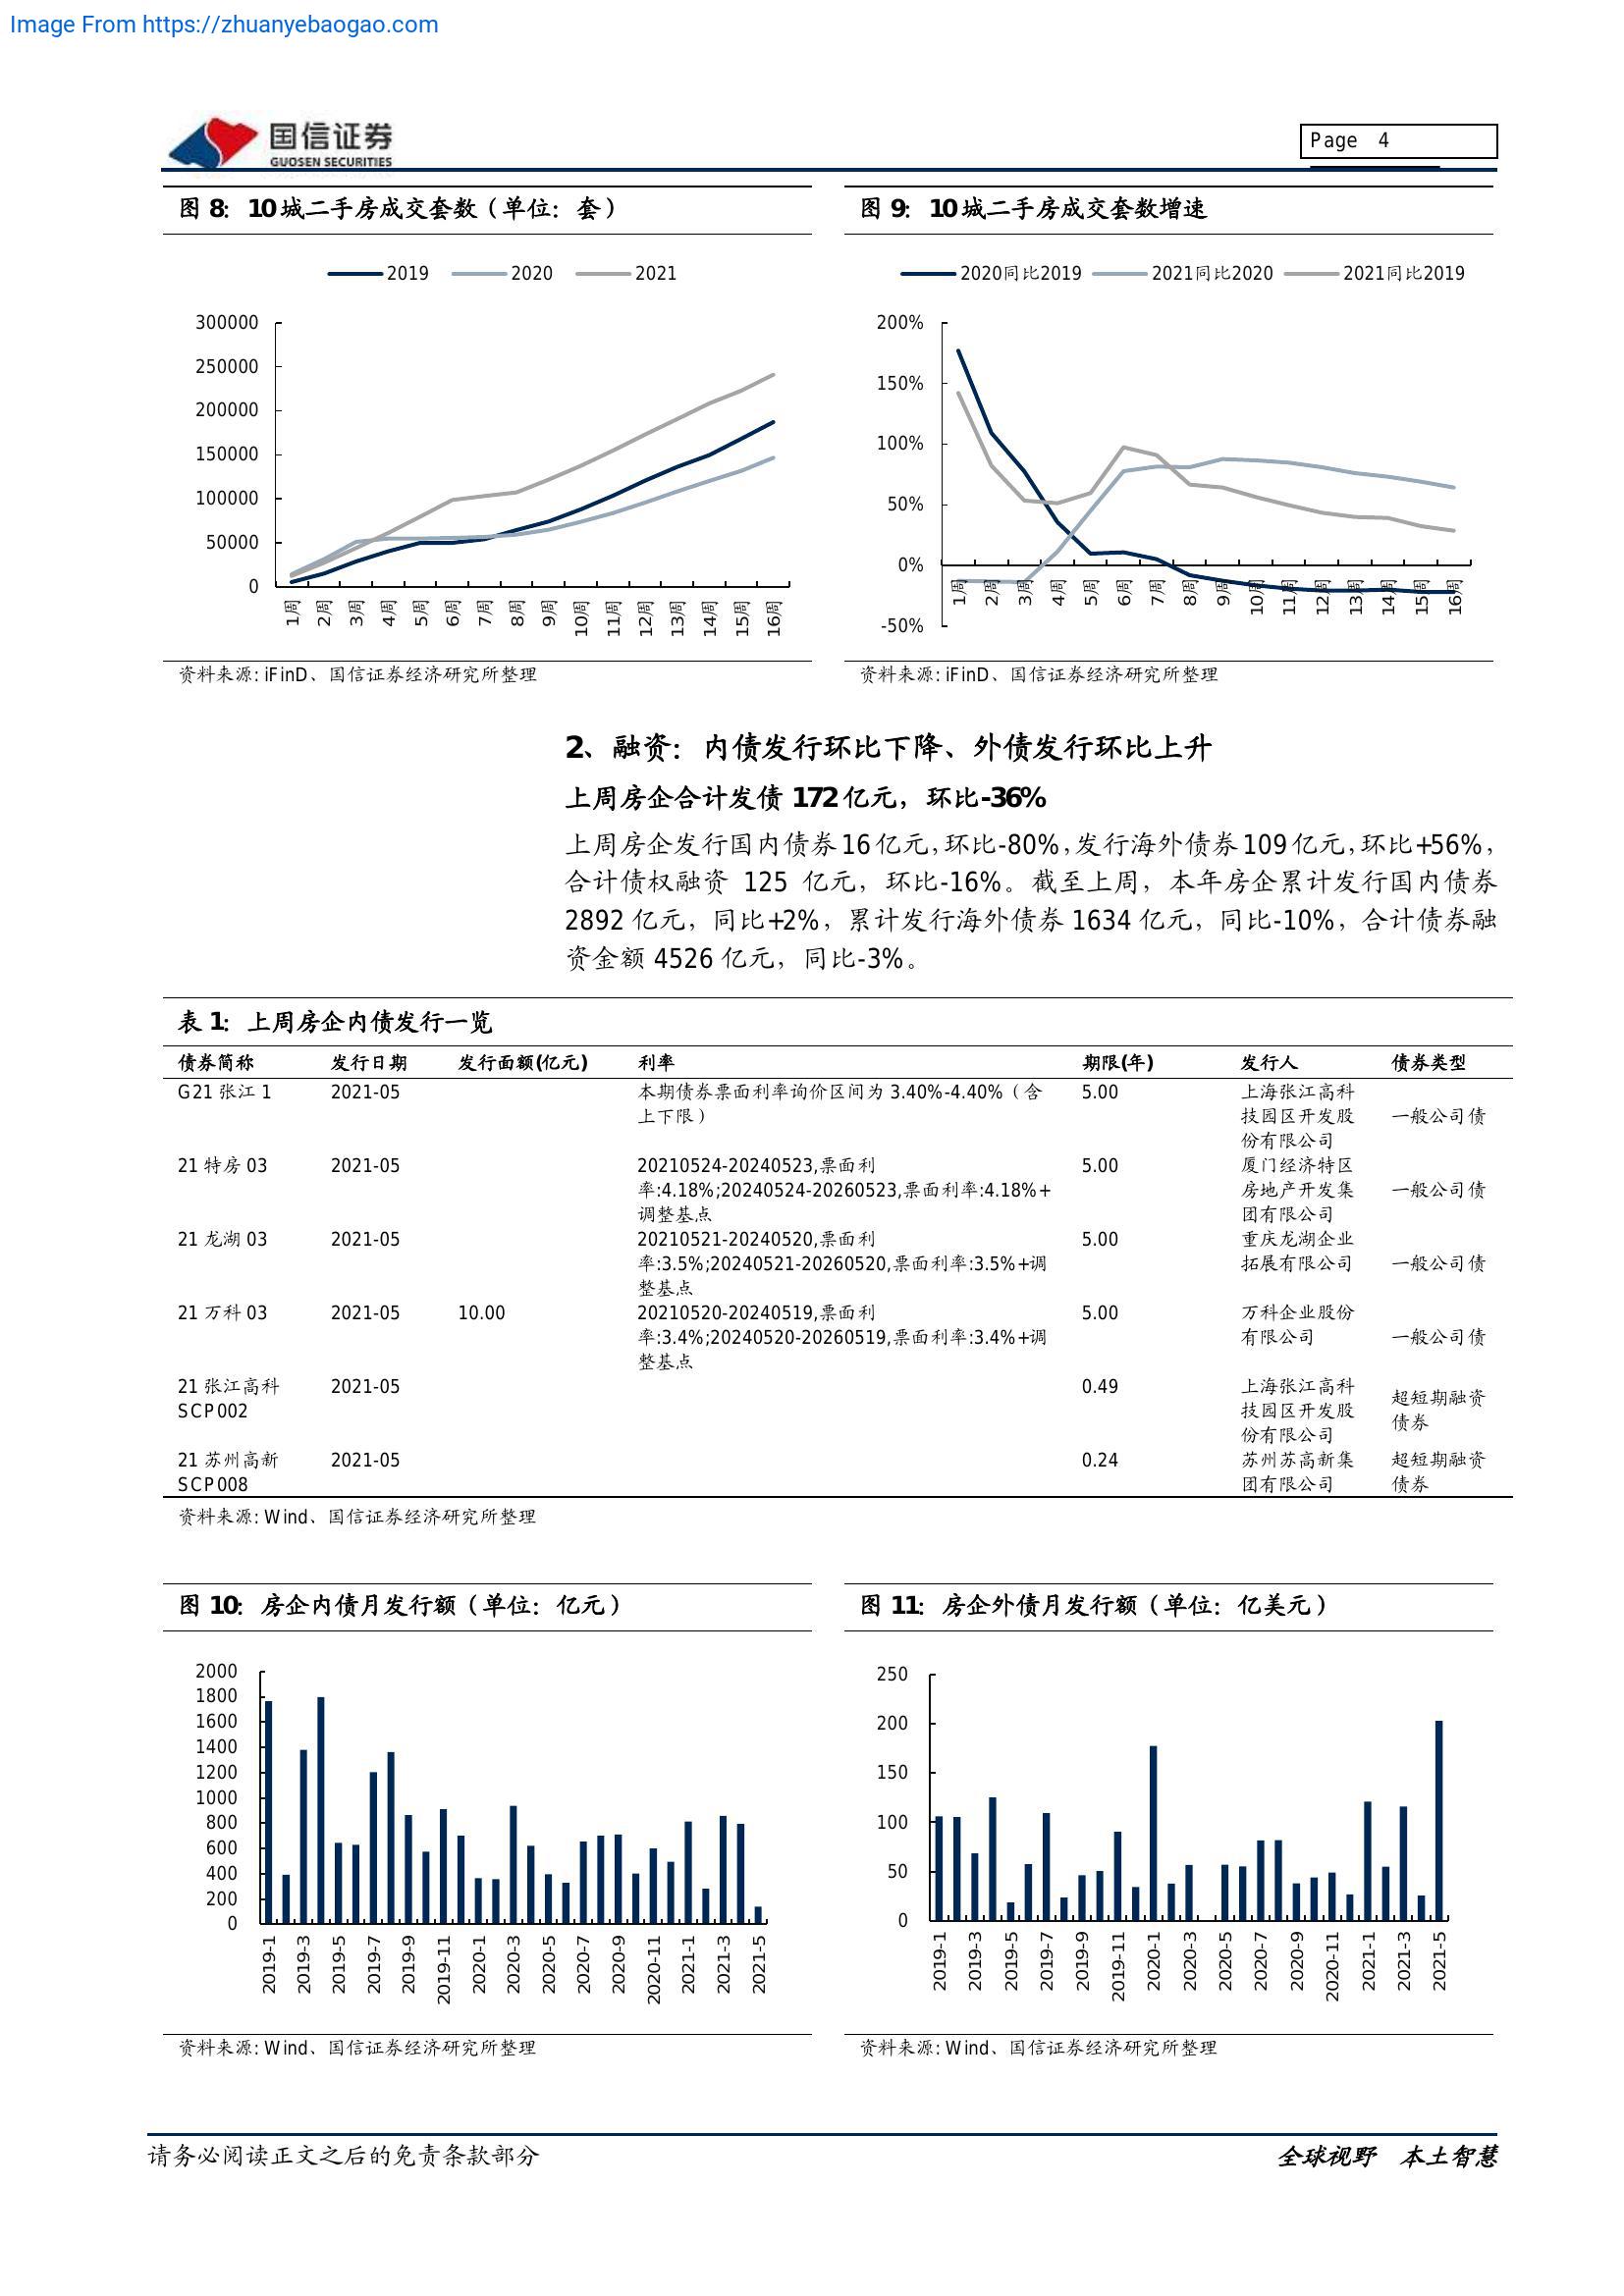 Image From https://zhuanyebaogao.com
国信证券
GUOSEN SECURITIES
Page 4
图 8: 10 城二手房成交套数（单位：套）
2019 2020 2021
300000
250000
200000
150000
100000
50000
0
1周 2周 3周 4周 5周 6周 7周 8周 9周 10周 11周 12周 13周 14周 15周 16周
资料来源: iFinD、国信证券经济研究所整理
图 9: 10 城二手房成交套数增速
2020同比2019 2021同比2020 2021同比2019
200%
150%
100%
50%
0%
-50%
1周 2周 3周 4周 5周 6周 7周 8周 9周 10周 11周 12周 13周 14周 15周 16周
资料来源: iFinD、国信证券经济研究所整理
2、融资：内债发行环比下降、外债发行环比上升
上周房企合计发债 172 亿元，环比-36%
上周房企发行国内债券 16 亿元，环比-80%，发行海外债券 109 亿元，环比+56%，
合计债权融资 125 亿元，环比-16%。截至上周，本年房企累计发行国内债券
2892 亿元，同比+2%，累计发行海外债券 1634 亿元，同比-10%，合计债券融
资金额 4526 亿元，同比-3%。
表 1：上周房企内债发行一览
债券简称 发行日期 发行面额(亿元) 利率 期限(年) 发行人 债券类型
G21 张江 1 2021-05 本期债券票面利率询价区间为 3.40%-4.40%（含 5.00 上海张江高科
上下限） 技园区开发股 一般公司债
份有限公司
21 特房 03 2021-05 20210524-20240523,票面利 5.00 厦门经济特区
率:4.18%;20240524-20260523,票面利率:4.18%+ 房地产开发集 一般公司债
调整基点 团有限公司
21 龙湖 03 2021-05 20210521-20240520,票面利 5.00 重庆龙湖企业
率:3.5%;20240521-20260520,票面利率:3.5%+调 拓展有限公司 一般公司债
整基点
21 万科 03 2021-05 10.00 20210520-20240519,票面利 5.00 万科企业股份
率:3.4%;20240520-20260519,票面利率:3.4%+调 有限公司 一般公司债
整基点
21 张江高科 2021-05 0.49 上海张江高科 超短期融资
SCP002 技园区开发股 债券
份有限公司
21 苏州高新 2021-05 0.24 苏州苏高新集 超短期融资
SCP008 团有限公司 债券
资料来源: Wind、国信证券经济研究所整理
图 10: 房企内债月发行额（单位：亿元）
2000
1800
1600
1400
1200
1000
800
600
400
200
0
2019-1 2019-3 2019-5 2019-7 2019-9 2019-11 2020-1 2020-3 2020-5 2020-7 2020-9 2020-11 2021-1 2021-3 2021-5
资料来源: Wind、国信证券经济研究所整理
图 11: 房企外债月发行额（单位：亿美元）
250
200
150
100
50
0
2019-1 2019-3 2019-5 2019-7 2019-9 2019-11 2020-1 2020-3 2020-5 2020-7 2020-9 2020-11 2021-1 2021-3 2021-5
资料来源: Wind、国信证券经济研究所整理
请务必阅读正文之后的免责条款部分
全球视野 本土智慧